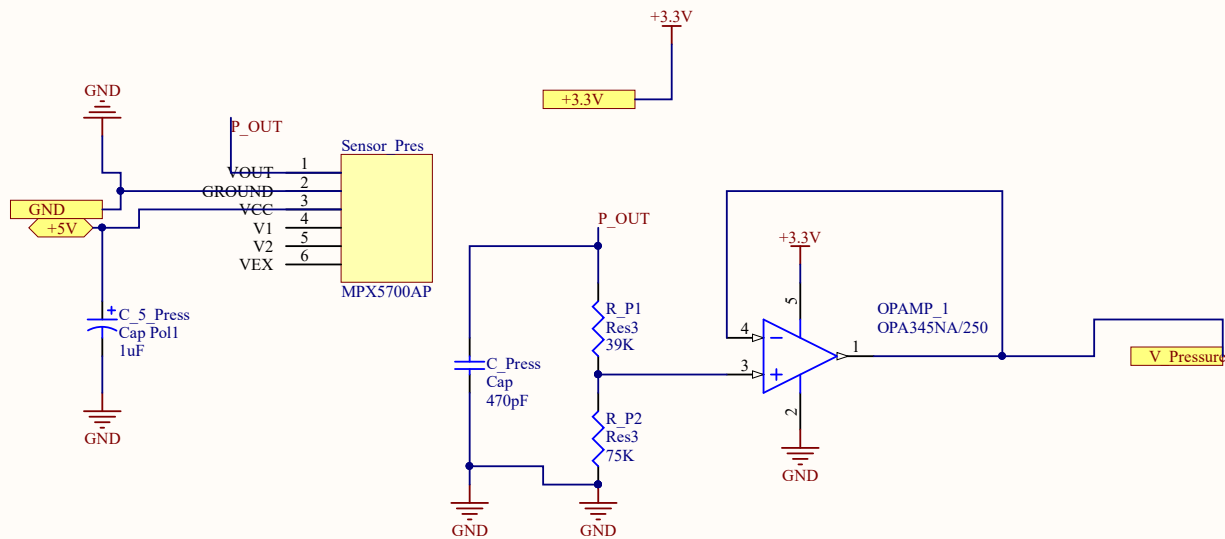 +3.3V
+3.3V
GND
P_OUT
Sensor_Pres
VOUT 1
GROUND 2
VCC 3
V1 4
V2 5
VEX 6
MPX5700AP
GND
+5V
C_5_Press
Cap Pol1
1uF
+
GND
P_OUT
R_P1
Res3
39K
C_Press
Cap
470pF
R_P2
Res3
75K
GND
GND
+3.3V
5
OPAMP_1
OPA345NA/250
4
3
1
2
GND
V_Pressure